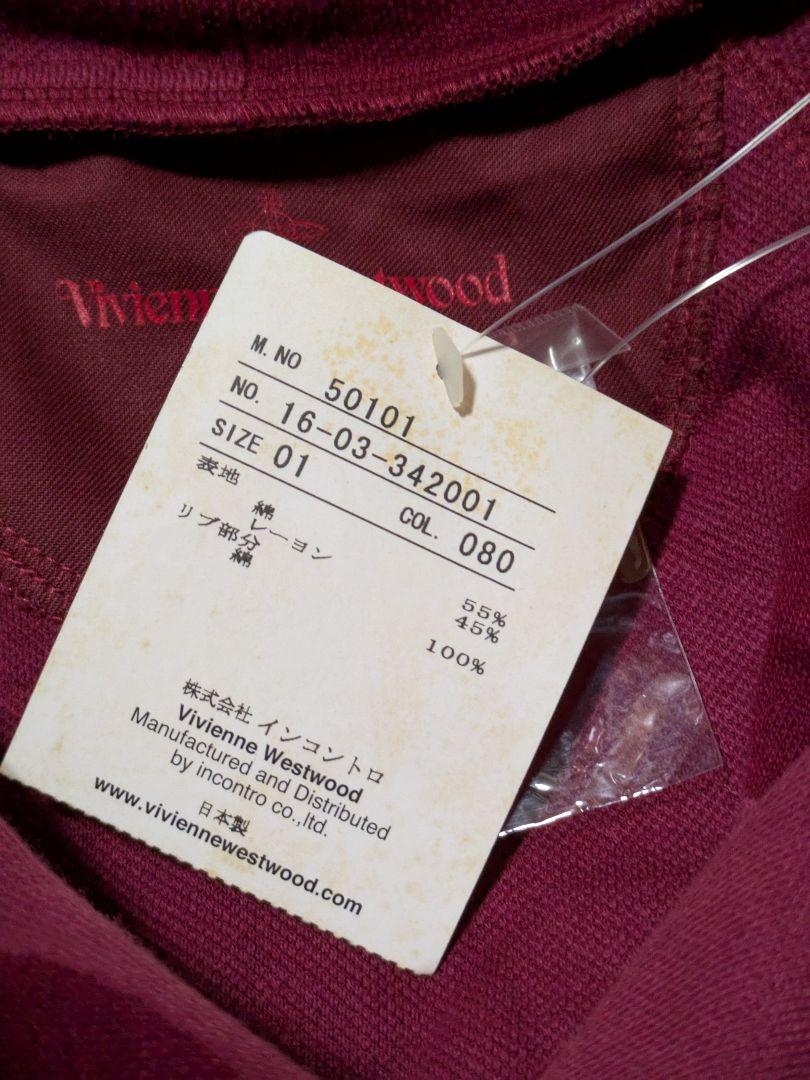 Vivienne Westwood
M.NO 50101
NO. 16-03-342001
SIZE 01 COL. 080
表地
綿 55%
レーヨン 45%
リブ部分
綿 100%
株式会社 インコントロ
Vivienne Westwood
Manufactured and Distributed
by incontro co.,ltd.
日本製
www.viviennewestwood.com